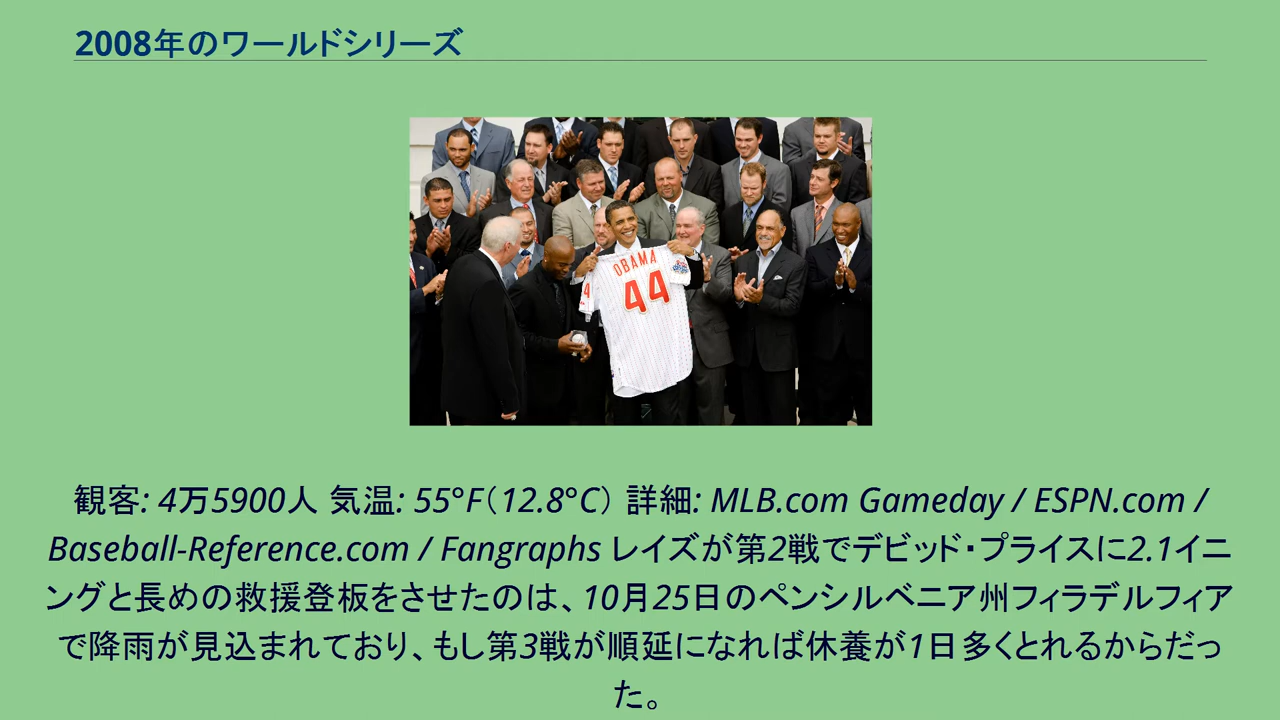 2008年のワールドシリーズ
OBAMA
44
観客: 4万5900人 気温: 55°F（12.8°C） 詳細: MLB.com Gameday / ESPN.com /
Baseball-Reference.com / Fangraphs レイズが第2戦でデビッド・プライスに2.1イニ
ングと長めの救援登板をさせたのは、10月25日のペンシルベニア州フィラデルフィア
で降雨が見込まれており、もし第3戦が順延になれば休養が1日多くとれるからだっ
た。